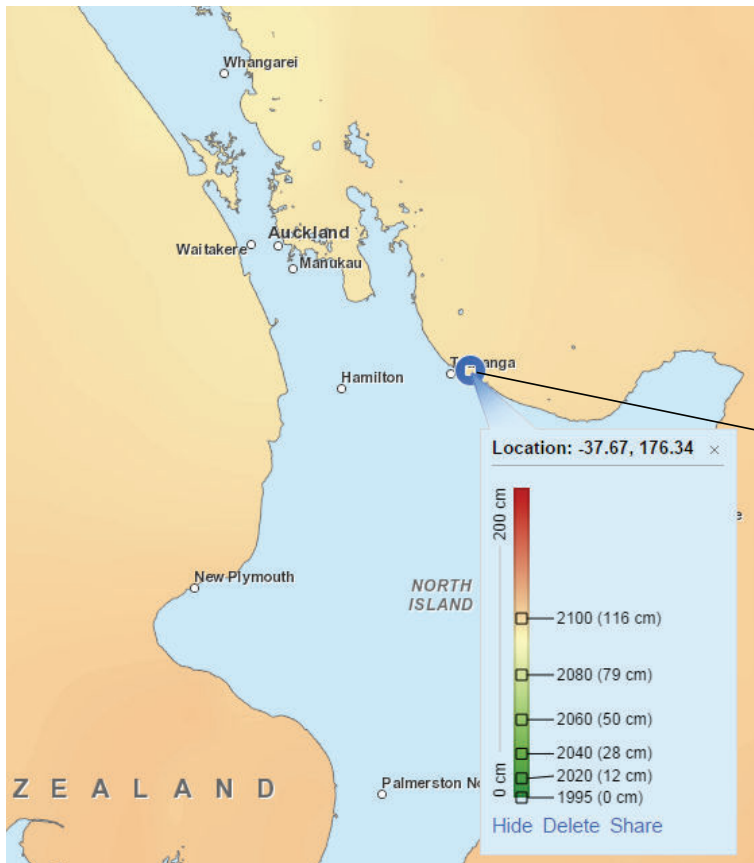 Whangarei
Auckland
Waitakere
Manukau
Hamilton
Location: -37.67, 176.34 ×
200 cm
0 cm
New Plymouth
NORTH
ISLAND
2100 (116 cm)
2080 (79 cm)
2060 (50 cm)
2040 (28 cm)
2020 (12 cm)
1995 (0 cm)
ZEALAND
Palmerston
Hide Delete Share